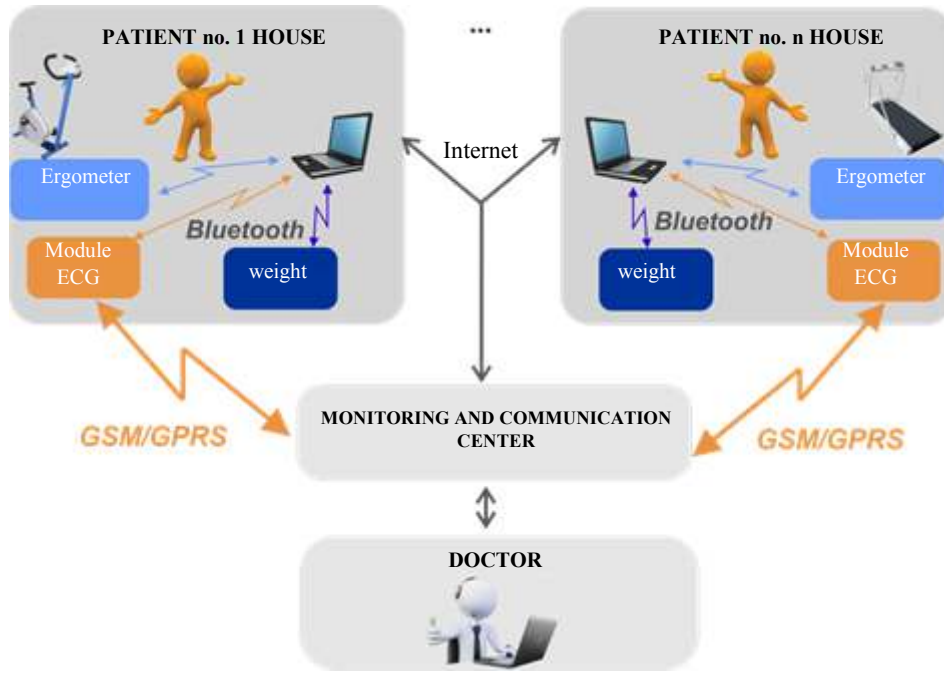 PATIENT no. 1 HOUSE
...
PATIENT no. n HOUSE
Internet
Ergometer
Bluetooth
Module
ECG
weight
Ergometer
Bluetooth
weight
Module
ECG
GSM/GPRS
MONITORING AND COMMUNICATION
CENTER
GSM/GPRS
DOCTOR